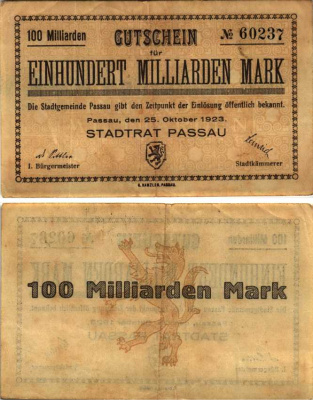 100 Milliarden GUTSCHEIN № 60237
für
EINHUNDERT MILLIARDEN MARK
Die Stadtgemeinde Passau gibt den Zeitpunkt der Einlösung öffentlich bekannt.
Passau, den 25. Oktober 1923.
STADTRAT PASSAU
I. Bürgermeister Stadtkämmerer
100 Milliarden Mark